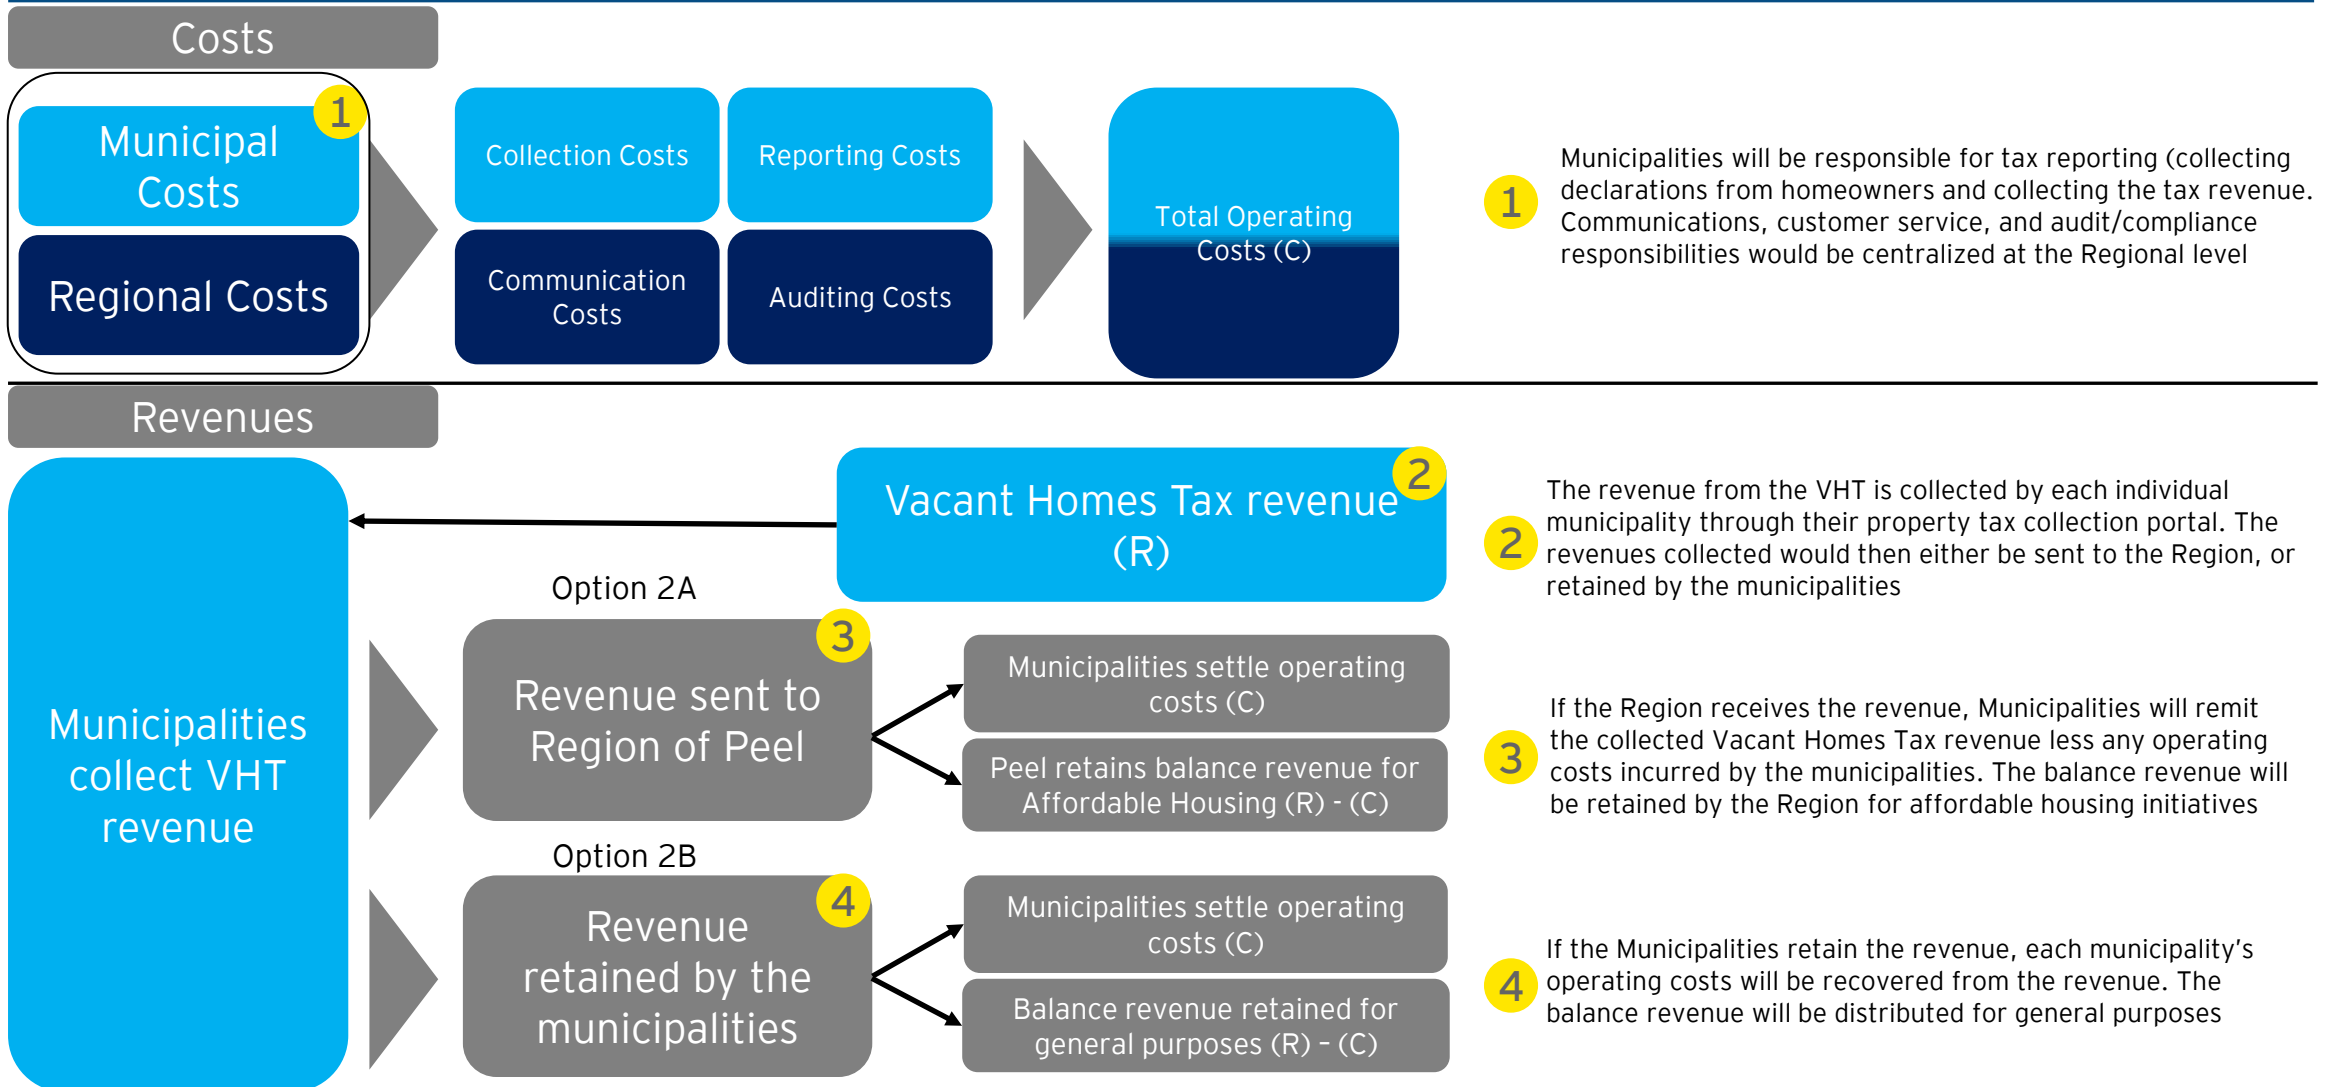 Costs
1
Municipal
Costs
Regional Costs
Collection Costs
Reporting Costs
Communication
Costs
Auditing Costs
Total Operating
Costs (C)
1
Municipalities will be responsible for tax reporting (collecting
declarations from homeowners and collecting the tax revenue.
Communications, customer service, and audit/compliance
responsibilities would be centralized at the Regional level
Revenues
Municipalities
collect VHT
revenue
Vacant Homes Tax revenue
(R)
2
2
The revenue from the VHT is collected by each individual
municipality through their property tax collection portal. The
revenues collected would then either be sent to the Region, or
retained by the municipalities
Option 2A
3
Revenue sent to
Region of Peel
Municipalities settle operating
costs (C)
Peel retains balance revenue for
Affordable Housing (R) - (C)
3
If the Region receives the revenue, Municipalities will remit
the collected Vacant Homes Tax revenue less any operating
costs incurred by the municipalities. The balance revenue will
be retained by the Region for affordable housing initiatives
Option 2B
4
Revenue
retained by the
municipalities
Municipalities settle operating
costs (C)
Balance revenue retained for
general purposes (R) – (C)
4
If the Municipalities retain the revenue, each municipality’s
operating costs will be recovered from the revenue. The
balance revenue will be distributed for general purposes